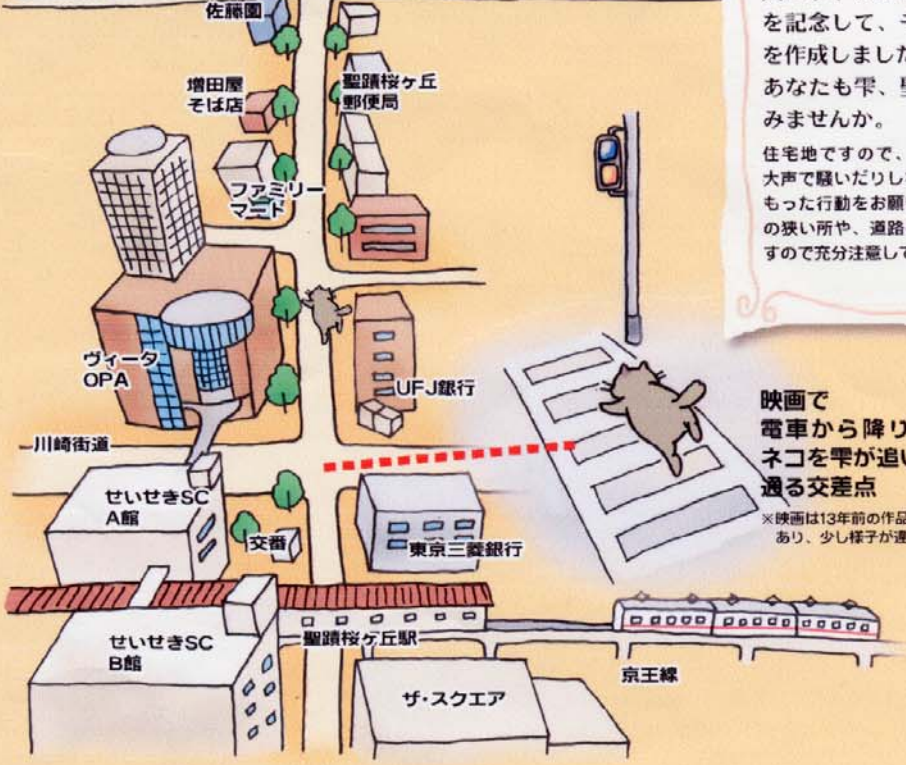 佐藤園
増田屋
そば店
聖蹟桜ヶ丘
郵便局
ファミリー
マート
ヴィータ
OPA
UFJ銀行
川崎街道
せいせきSC
A館
交番
東京三菱銀行
せいせきSC
B館
聖蹟桜ヶ丘駅
ザ・スクエア
京王線
を記念して、
を作成しました
あなたも雫、
みませんか。
住宅地ですので、
大声で騒いだりし
もった行動をお願
の狭い所や、道路
すので充分注意して
映画で
電車から降り
ネコを雫が追い
通る交差点
※映画は13年前の作品
あり、少し様子が違